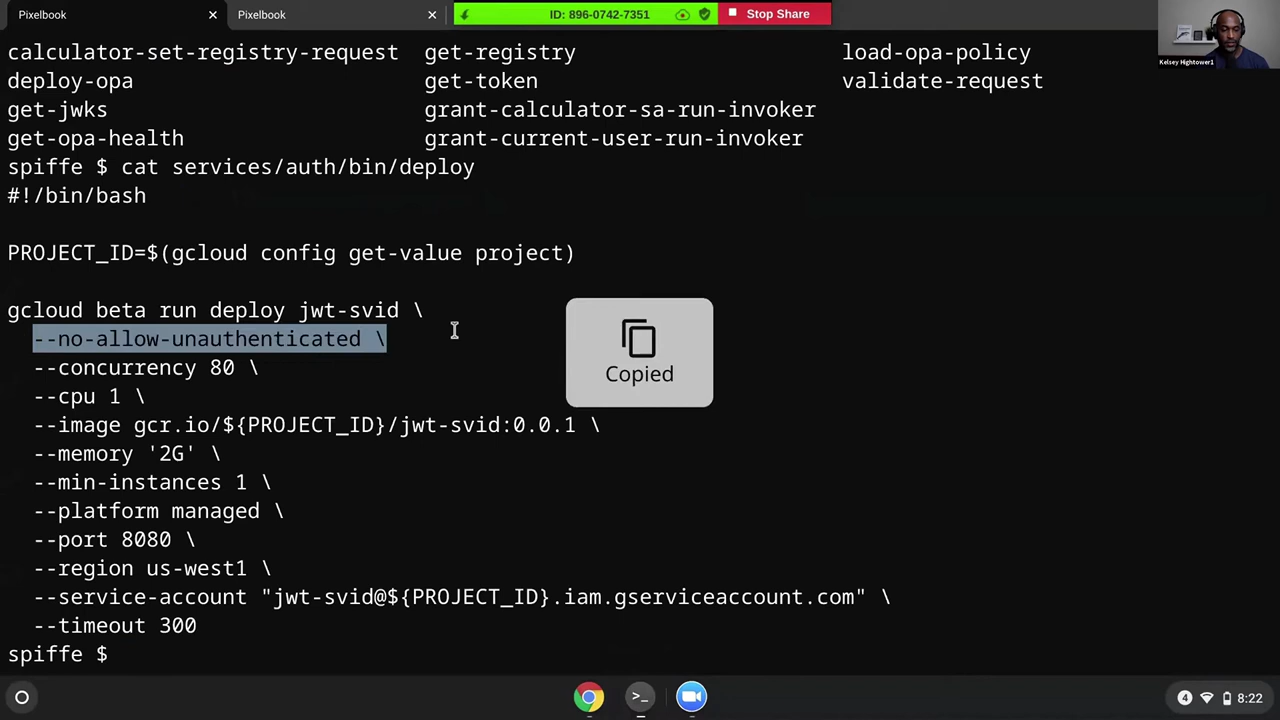 Pixelbook
Pixelbook
ID: 896-0742-7351
Stop Share
Kelsey Hightower1
calculator-set-registry-request get-registry load-opa-policy
deploy-opa get-token validate-request
get-jwks grant-calculator-sa-run-invoker
get-opa-health grant-current-user-run-invoker
spiffe $ cat services/auth/bin/deploy
#!/bin/bash
PROJECT_ID=$(gcloud config get-value project)
gcloud beta run deploy jwt-svid \
--no-allow-unauthenticated \
--concurrency 80 \
--cpu 1 \
--image gcr.io/${PROJECT_ID}/jwt-svid:0.0.1 \
--memory '2G' \
--min-instances 1 \
--platform managed \
--port 8080 \
--region us-west1 \
--service-account "jwt-svid@${PROJECT_ID}.iam.gserviceaccount.com" \
--timeout 300
spiffe $
Copied
4 8:22